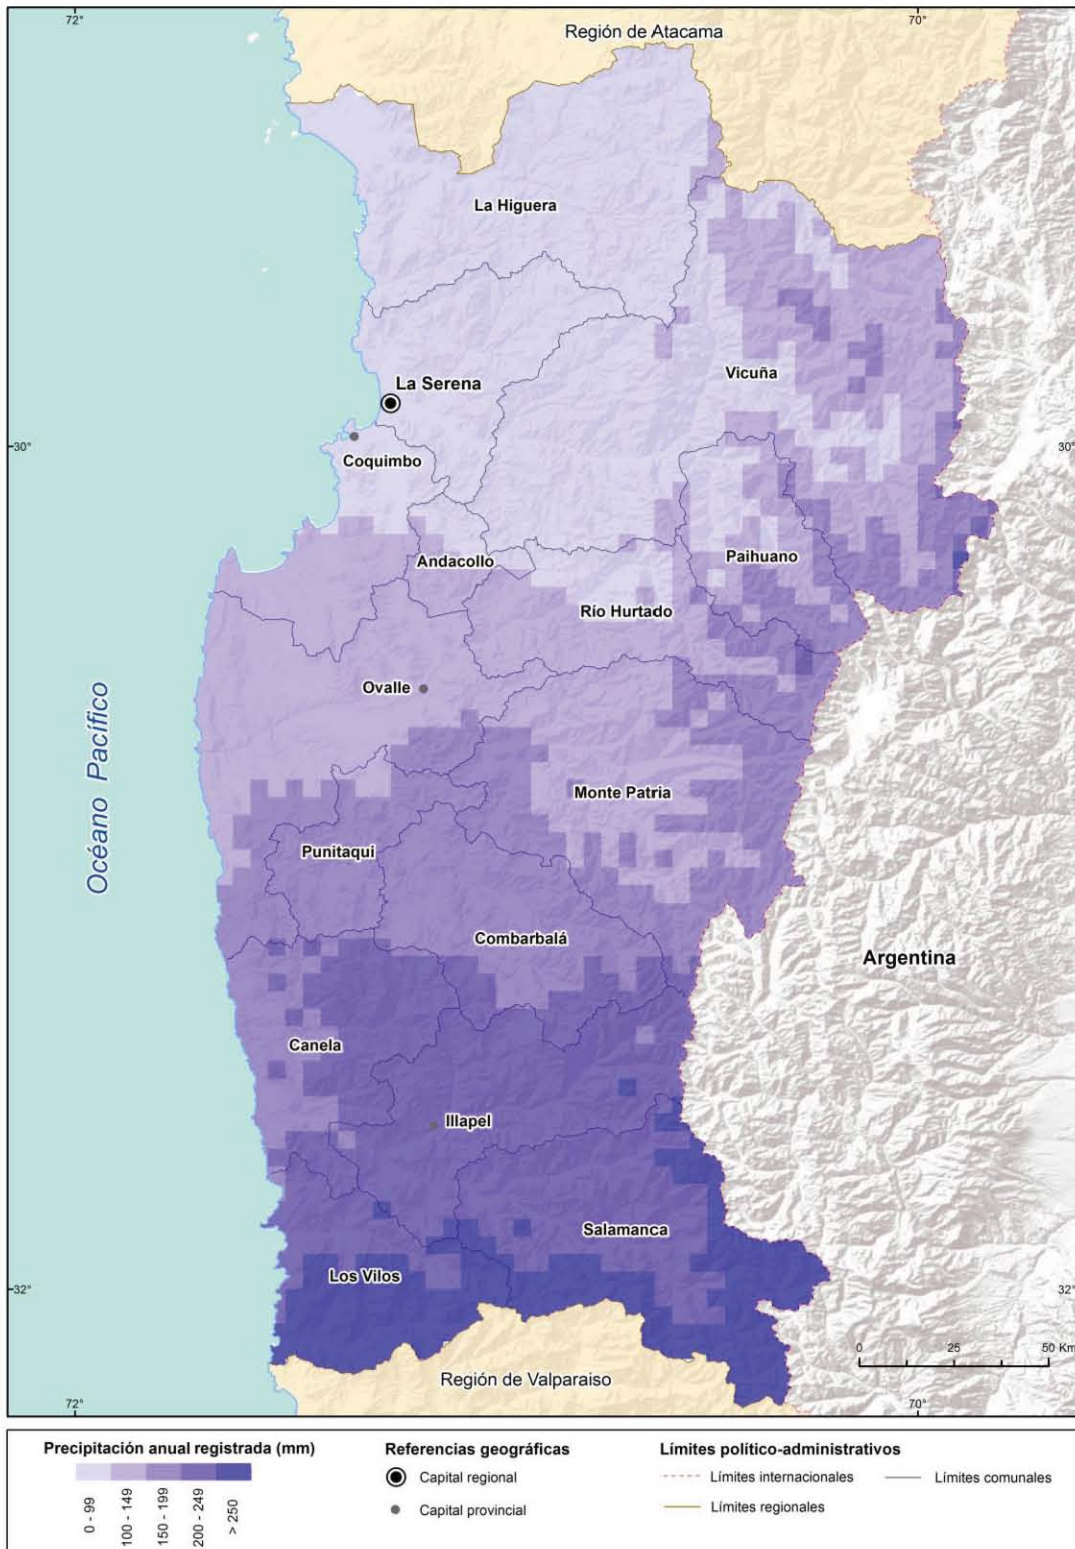 72°
70°
Región de Atacama
La Higuera
Vicuña
La Serena
30°
30°
Coquimbo
Andacollo
Paihuano
Río Hurtado
Ovalle
Océano Pacífico
Monte Patria
Punitaqui
Combarbalá
Argentina
Canela
Illapel
Salamanca
Los Vilos
32°
32°
0 25 50 Km
Región de Valparaiso
72°
70°
Precipitación anual registrada (mm)
0 - 99
100 - 149
150 - 199
200 - 249
> 250
Referencias geográficas
Capital regional
Capital provincial
Límites político-administrativos
Límites internacionales
Límites comunales
Límites regionales